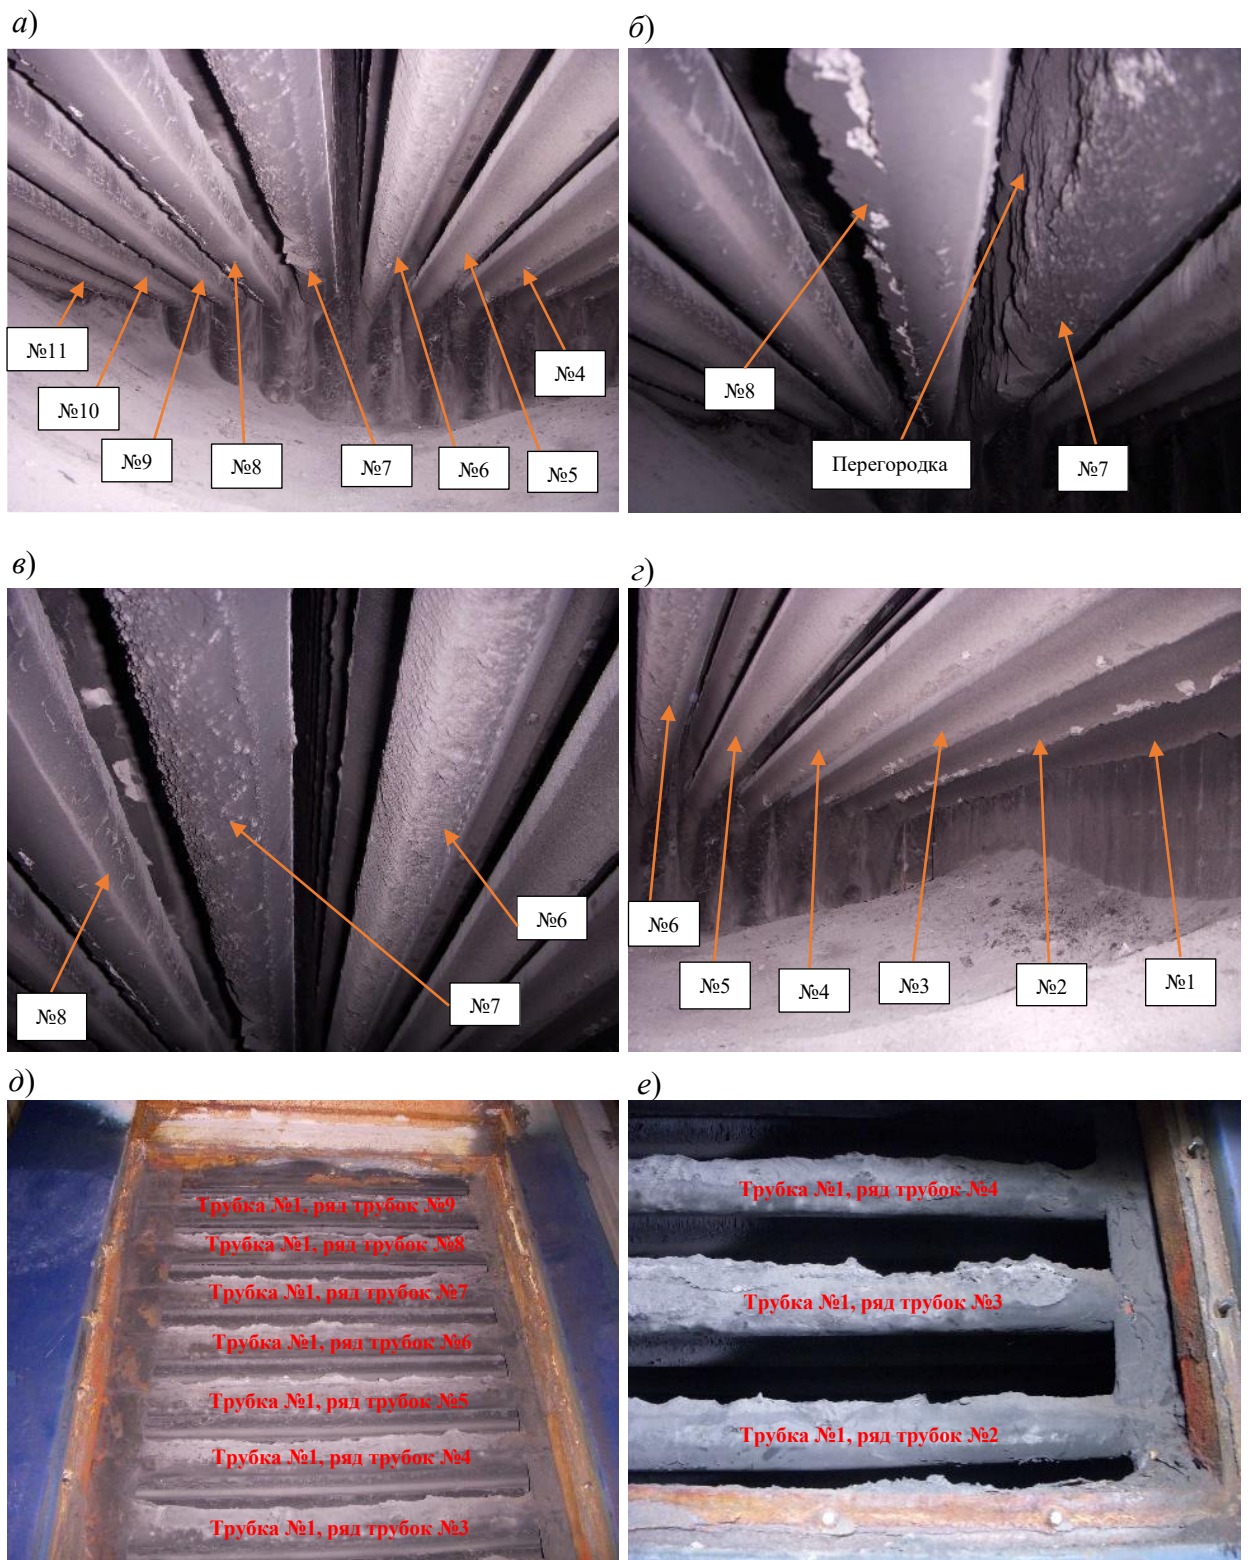 а)
б)
№11
№10
№9
№8
№7
№6
№5
№4
№8
Перегородка
№7
в)
г)
№8
№7
№6
№6
№5
№4
№3
№2
№1
д)
е)
Трубка №1, ряд трубок №9
Трубка №1, ряд трубок №8
Трубка №1, ряд трубок №7
Трубка №1, ряд трубок №6
Трубка №1, ряд трубок №5
Трубка №1, ряд трубок №4
Трубка №1, ряд трубок №3
Трубка №1, ряд трубок №4
Трубка №1, ряд трубок №3
Трубка №1, ряд трубок №2